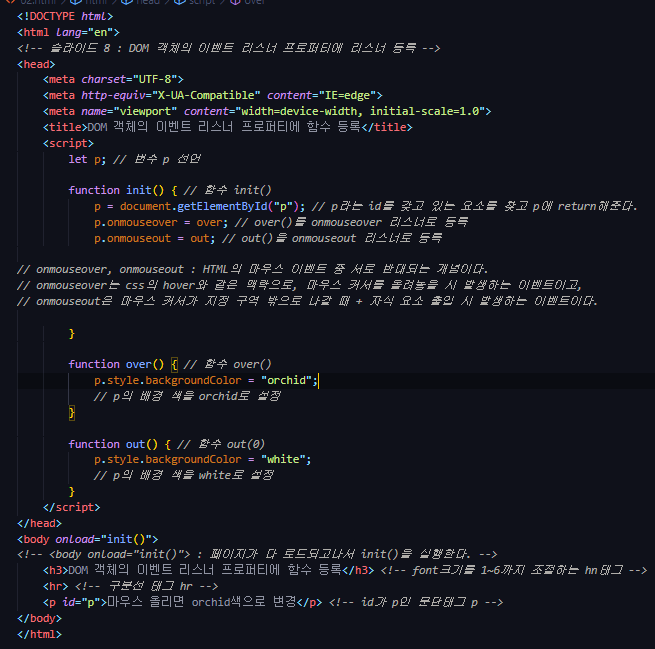 02.html > html > head > script > over
<!DOCTYPE html>
<html lang="en">
<!-- 슬라이드 8 : DOM 객체의 이벤트 리스너 프로퍼티에 리스너 등록 -->
<head>
<meta charset="UTF-8">
<meta http-equiv="X-UA-Compatible" content="IE=edge">
<meta name="viewport" content="width=device-width, initial-scale=1.0">
<title>DOM 객체의 이벤트 리스너 프로퍼티에 함수 등록</title>
<script>
let p; // 변수 p 선언
function init() { // 함수 init()
p = document.getElementById("p"); // p라는 id를 갖고 있는 요소를 찾고 p에 return해준다.
p.onmouseover = over; // over()를 onmouseover 리스너로 등록
p.onmouseout = out; // out()을 onmouseout 리스너로 등록
// onmouseover, onmouseout : HTML의 마우스 이벤트 중 서로 반대되는 개념이다.
// onmouseover는 css의 hover와 같은 맥락으로, 마우스 커서를 올려놓을 시 발생하는 이벤트이고,
// onmouseout은 마우스 커서가 지정 구역 밖으로 나갈 때 + 자식 요소 출입 시 발생하는 이벤트이다.
}
function over() { // 함수 over()
p.style.backgroundColor = "orchid";
// p의 배경 색을 orchid로 설정
}
function out() { // 함수 out(0)
p.style.backgroundColor = "white";
// p의 배경 색을 white로 설정
}
</script>
</head>
<body onload="init()">
<!-- <body onload="init()"> : 페이지가 다 로드되고나서 init()을 실행한다. -->
<h3>DOM 객체의 이벤트 리스너 프로퍼티에 함수 등록</h3> <!-- font크기를 1~6까지 조절하는 hn태그 -->
<hr> <!-- 구분선 태그 hr -->
<p id="p">마우스 올리면 orchid색으로 변경</p> <!-- id가 p인 문단태그 p -->
</body>
</html>